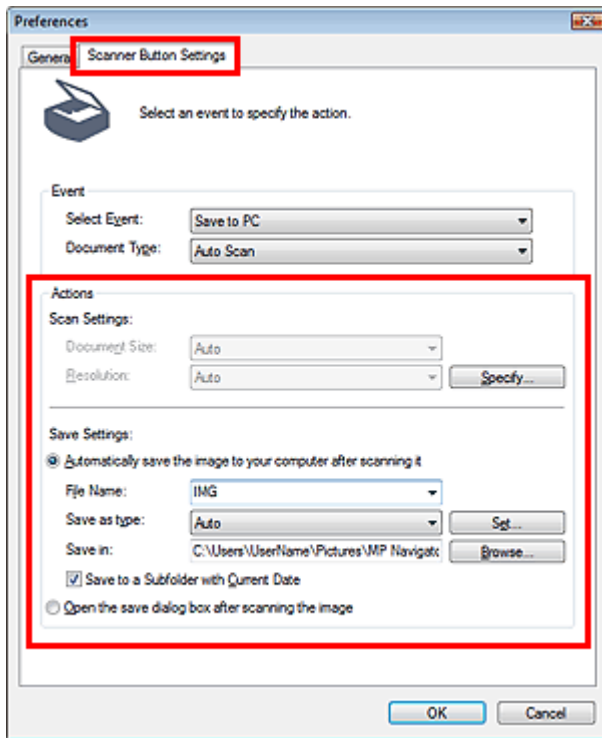 Preferences
General Scanner Button Settings
Select an event to specify the action.
Event
Select Event: Save to PC
Document Type: Auto Scan
Actions
Scan Settings:
Document Size: Auto
Resolution: Auto Specify...
Save Settings:
Automatically save the image to your computer after scanning it
File Name: IMG
Save as type: Auto Set...
Save in: C:\Users\UserName\Pictures\MP Navigato Browse...
Save to a Subfolder with Current Date
Open the save dialog box after scanning the image
OK Cancel